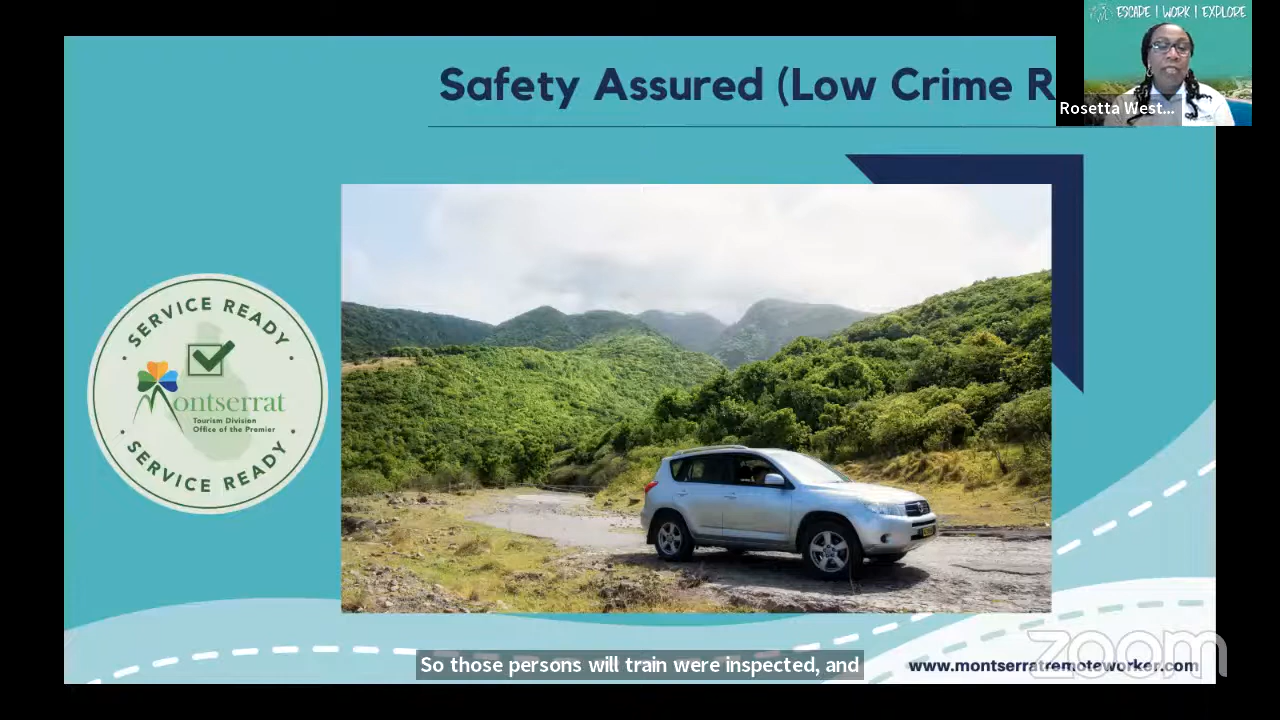 ESCAPE | WORK | EXPLORE
Safety Assured (Low Crime R
Rosetta West...
SERVICE READY
Montserrat
Tourism Division
Office of the Premier
SERVICE READY
So those persons will train were inspected, and
www.montserratremoteworker.com
zoom